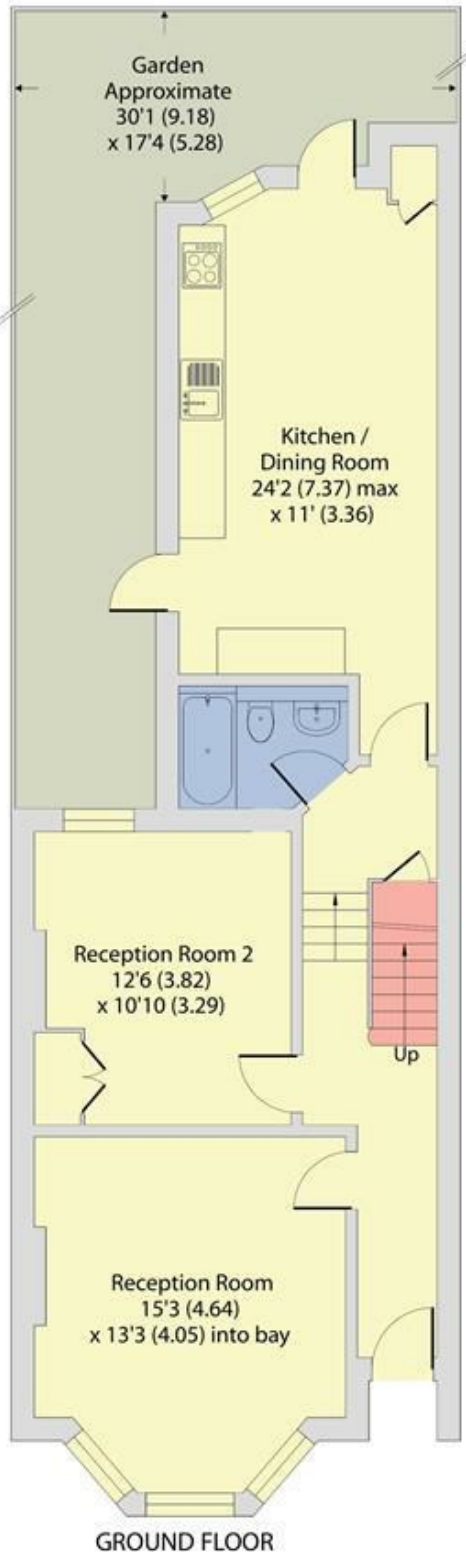 Garden
Approximate
30'1 (9.18)
x 17'4 (5.28)
Kitchen /
Dining Room
24'2 (7.37) max
x 11' (3.36)
Reception Room 2
12'6 (3.82)
x 10'10 (3.29)
Up
Reception Room
15'3 (4.64)
x 13'3 (4.05) into bay
GROUND FLOOR